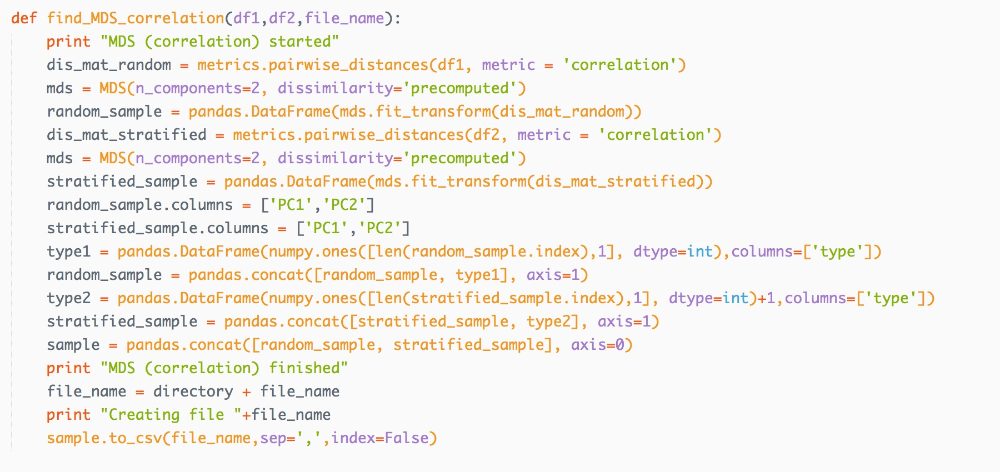 def find_MDS_correlation(df1,df2,file_name):
    print "MDS (correlation) started"
    dis_mat_random = metrics.pairwise_distances(df1, metric = 'correlation')
    mds = MDS(n_components=2, dissimilarity='precomputed')
    random_sample = pandas.DataFrame(mds.fit_transform(dis_mat_random))
    dis_mat_stratified = metrics.pairwise_distances(df2, metric = 'correlation')
    mds = MDS(n_components=2, dissimilarity='precomputed')
    stratified_sample = pandas.DataFrame(mds.fit_transform(dis_mat_stratified))
    random_sample.columns = ['PC1','PC2']
    stratified_sample.columns = ['PC1','PC2']
    type1 = pandas.DataFrame(numpy.ones([len(random_sample.index),1], dtype=int),columns=['type'])
    random_sample = pandas.concat([random_sample, type1], axis=1)
    type2 = pandas.DataFrame(numpy.ones([len(stratified_sample.index),1], dtype=int)+1,columns=['type'])
    stratified_sample = pandas.concat([stratified_sample, type2], axis=1)
    sample = pandas.concat([random_sample, stratified_sample], axis=0)
    print "MDS (correlation) finished"
    file_name = directory + file_name
    print "Creating file "+file_name
    sample.to_csv(file_name,sep=',',index=False)